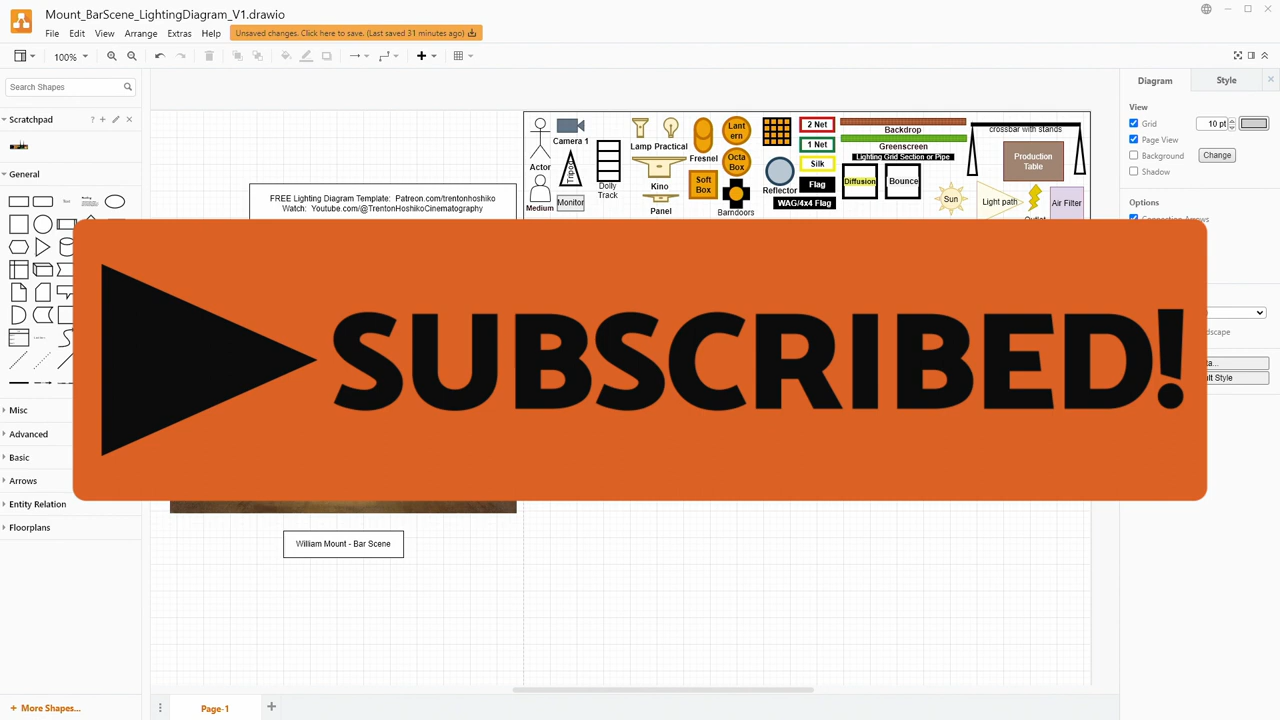 Mount_BarScene_LightingDiagram_V1.drawio
File Edit View Arrange Extras Help
Unsaved changes. Click here to save. (Last saved 31 minutes ago)
100%
Search Shapes
Scratchpad
?
General
Misc
Advanced
Basic
Arrows
Entity Relation
Floorplans
+ More Shapes...
FREE Lighting Diagram Template: Patreon.com/trentonhoshiko
Watch: Youtube.com/@TrentonHoshikoCinematography
Actor
Medium
Camera 1
Tripod
Monitor
Dolly
Track
Lamp Practical
Kino
Panel
Fresnel
Soft
Box
Lant
ern
Octa
Box
Barndoors
Reflector
2 Net
1 Net
Silk
Flag
WAG/4x4 Flag
Backdrop
Greenscreen
Lighting Grid Section or Pipe
Diffusion
Bounce
crossbar with stands
Production
Table
Sun
Light path
Air Filter
SUBSCRIBED!
William Mount - Bar Scene
Page-1
Diagram
Style
View
Grid
10 pt
Page View
Background
Change
Shadow
Options